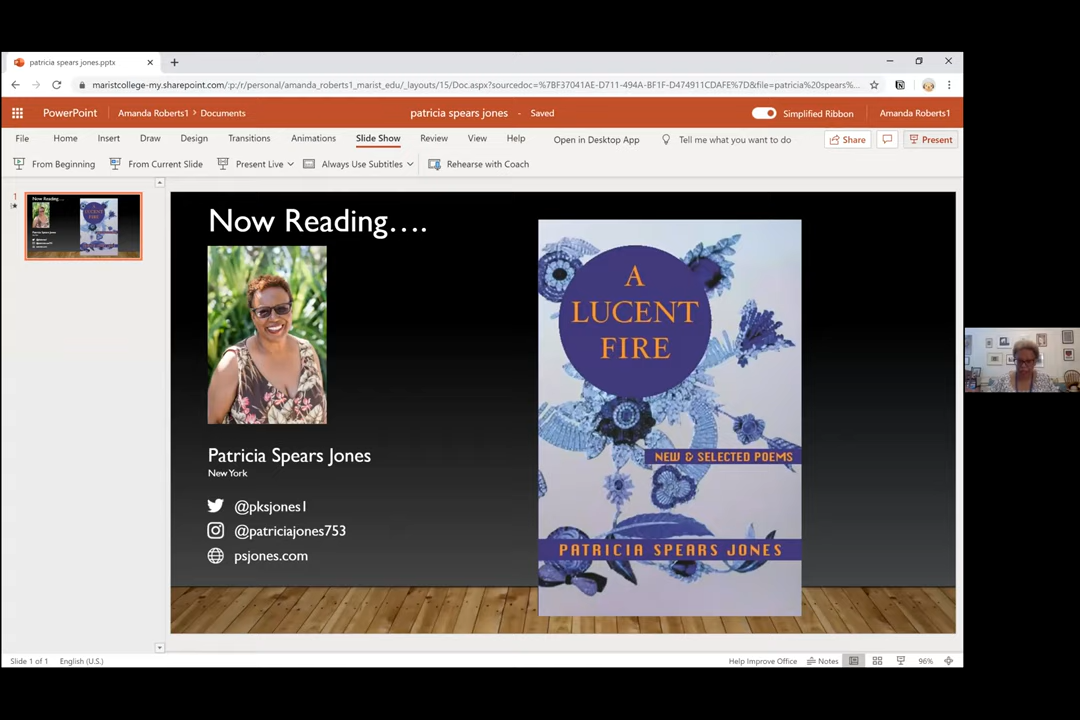 patricia spears jones.pptx
maristcollege-my.sharepoint.com/:p:/r/personal/amanda_roberts1_marist_edu/_layouts/15/Doc.aspx?sourcedoc=%7BF37041AE-D711-494A-BF1F-D474911CDAFE%7D&file=patricia%20spears%...
PowerPoint Amanda Roberts1 > Documents patricia spears jones - Saved Simplified Ribbon Amanda Roberts1
File Home Insert Draw Design Transitions Animations Slide Show Review View Help Open in Desktop App Tell me what you want to do Share Present
From Beginning From Current Slide Present Live Always Use Subtitles Rehearse with Coach
1
Now Reading....
A
LUCENT
FIRE
NEW & SELECTED POEMS
PATRICIA SPEARS JONES
Patricia Spears Jones
New York
@pksjones1
@patriciajones753
psjones.com
Slide 1 of 1 English (U.S.) Help Improve Office Notes 96%